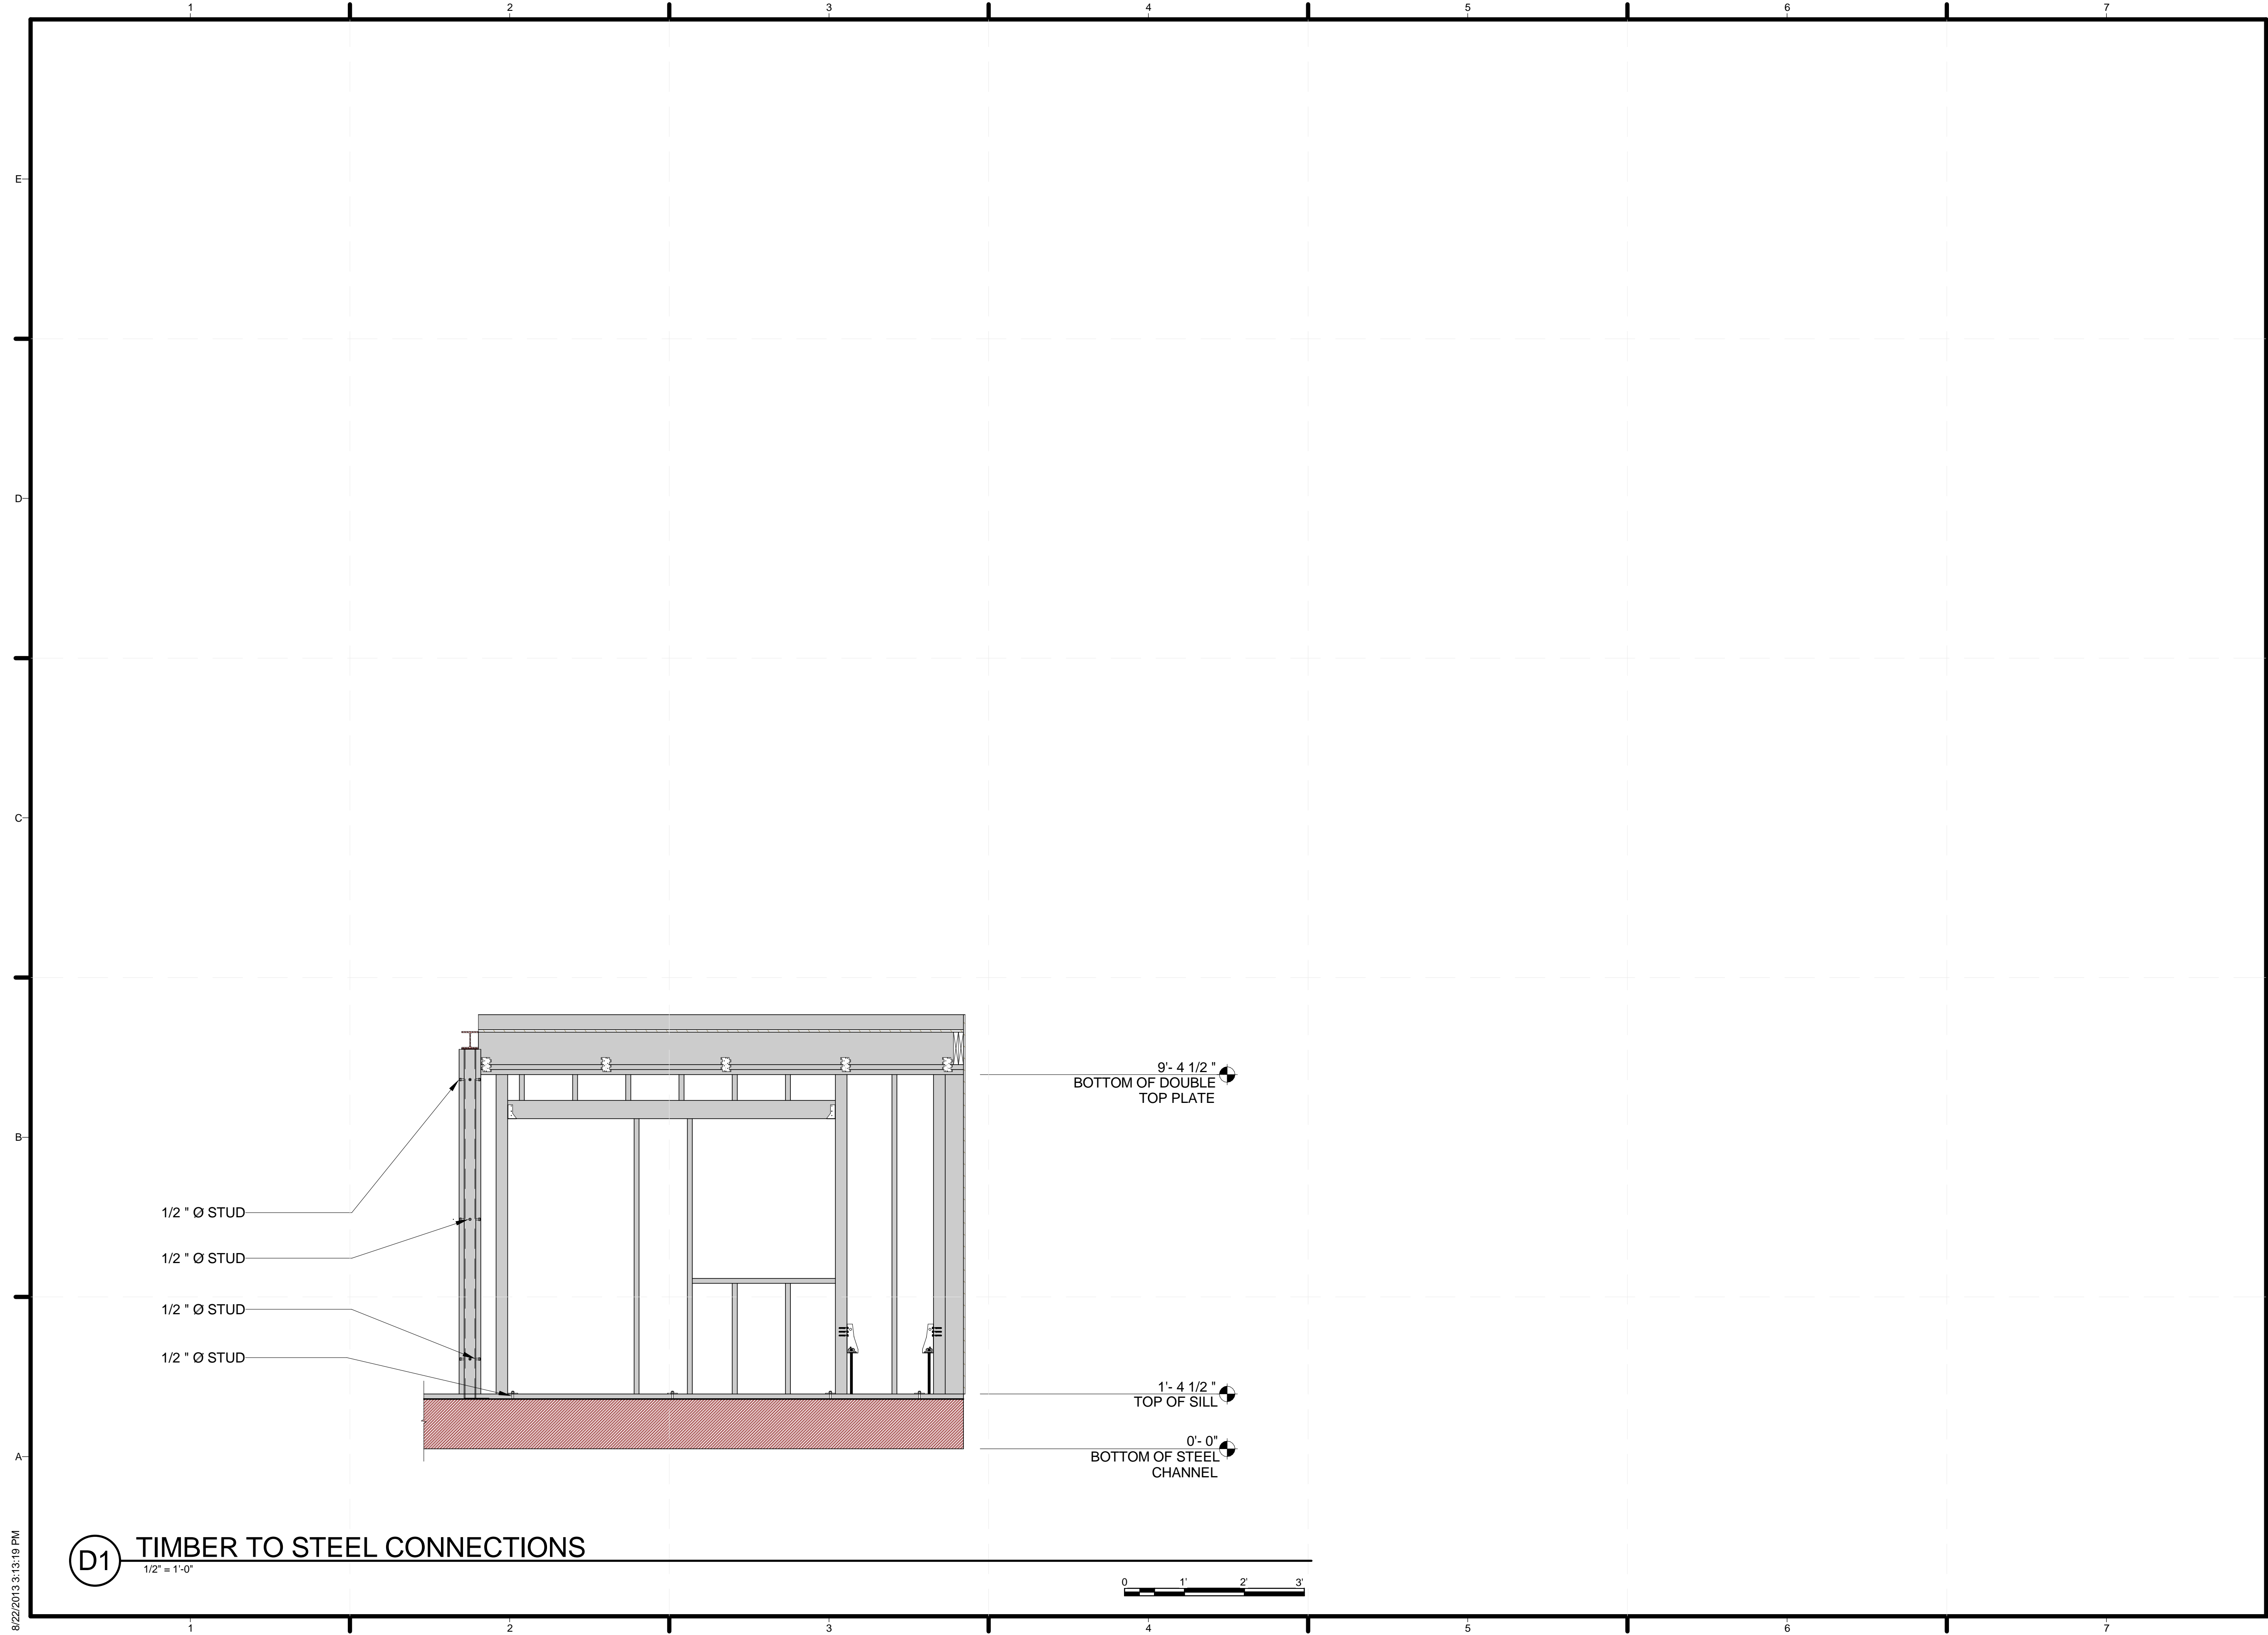 1 2 3 4 5 6 7
E
D
C
9'- 4 1/2 "
BOTTOM OF DOUBLE
TOP PLATE
B
1/2 " Ø STUD
1/2 " Ø STUD
1/2 " Ø STUD
1/2 " Ø STUD
1'- 4 1/2 "
TOP OF SILL
0'- 0"
BOTTOM OF STEEL
CHANNEL
A
D1 TIMBER TO STEEL CONNECTIONS
1/2" = 1'-0"
0 1' 2' 3'
8/22/2013 3:13:19 PM
1 2 3 4 5 6 7